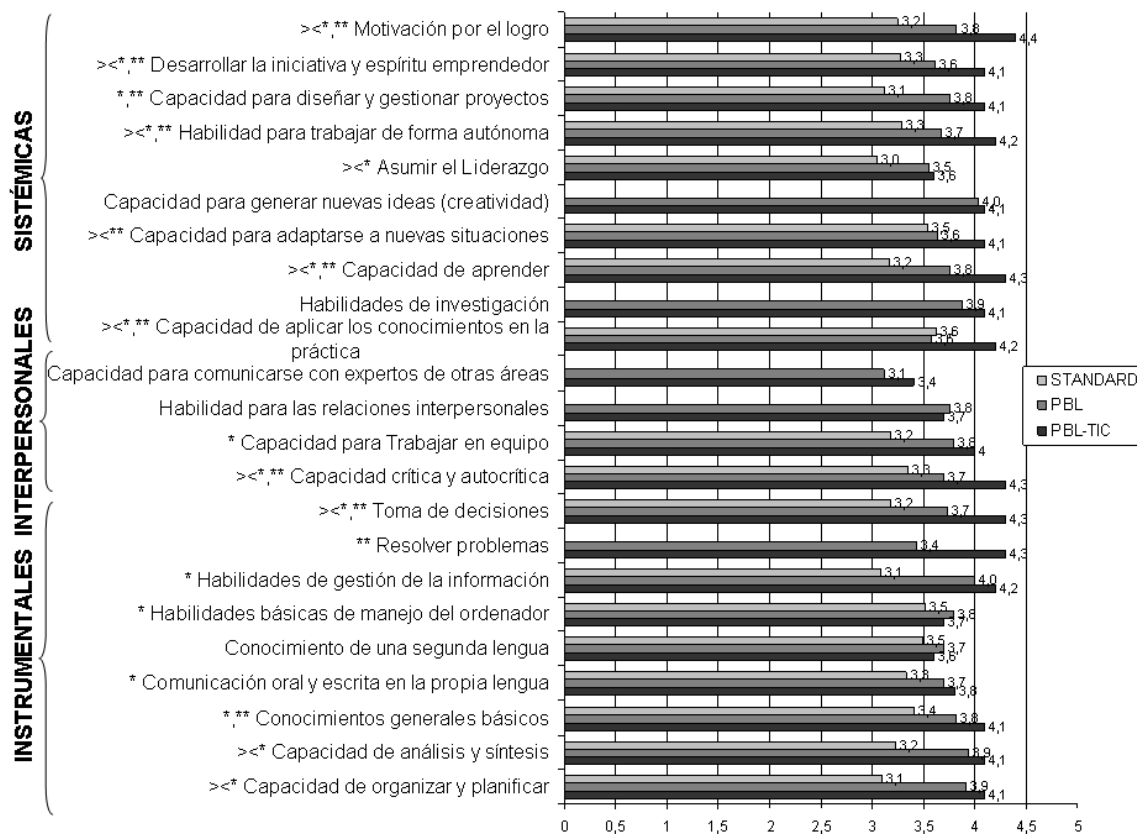 SISTÉMICAS
><*,** Motivación por el logro
3,2
3,8
4,4
><*,** Desarrollar la iniciativa y espíritu emprendedor
3,3
3,6
4,1
*,** Capacidad para diseñar y gestionar proyectos
3,1
3,8
4,1
><*,** Habilidad para trabajar de forma autónoma
3,3
3,7
4,2
><* Asumir el Liderazgo
3,0
3,5
3,6
Capacidad para generar nuevas ideas (creatividad)
4,0
4,1
><** Capacidad para adaptarse a nuevas situaciones
3,5
3,6
4,1
><*,** Capacidad de aprender
3,2
3,8
4,3
Habilidades de investigación
3,9
4,1
><*,** Capacidad de aplicar los conocimientos en la
práctica
3,6
3,6
4,2
INTERPERSONALES
Capacidad para comunicarse con expertos de otras áreas
3,1
3,4
Habilidad para las relaciones interpersonales
3,8
3,7
* Capacidad para Trabajar en equipo
3,2
3,8
4
><*,** Capacidad crítica y autocrítica
3,3
3,7
4,3
INSTRUMENTALES
><*,** Toma de decisiones
3,2
3,7
4,3
** Resolver problemas
3,4
4,3
* Habilidades de gestión de la información
3,1
4,0
4,2
* Habilidades básicas de manejo del ordenador
3,5
3,8
3,7
Conocimiento de una segunda lengua
3,5
3,7
3,6
* Comunicación oral y escrita en la propia lengua
3,7
3,8
*,** Conocimientos generales básicos
3,4
3,8
4,1
><* Capacidad de análisis y síntesis
3,2
3,9
4,1
><* Capacidad de organizar y planificar
3,1
3,9
4,1
0 0,5 1 1,5 2 2,5 3 3,5 4 4,5 5
STANDARD
PBL
PBL-TIC